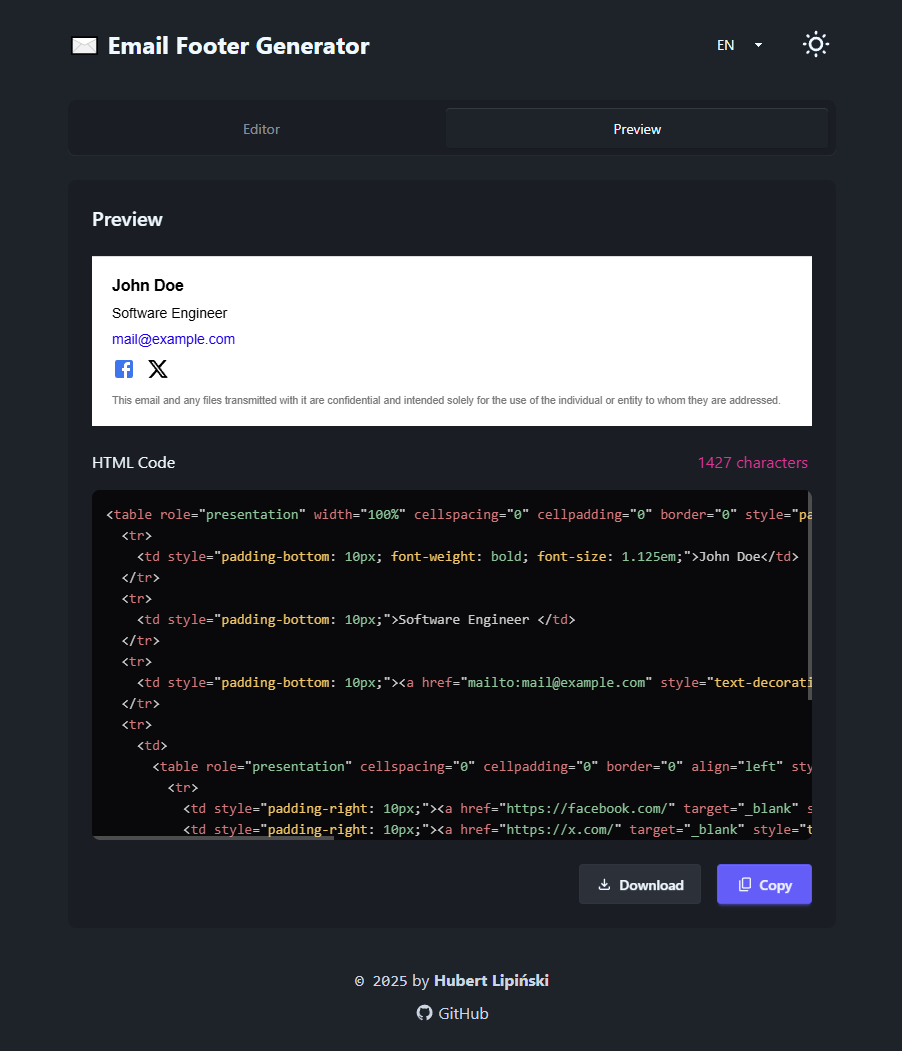 Email Footer Generator
EN
Editor
Preview
Preview
John Doe
Software Engineer
mail@example.com
This email and any files transmitted with it are confidential and intended solely for the use of the individual or entity to whom they are addressed.
HTML Code
1427 characters
<table role="presentation" width="100%" cellspacing="0" cellpadding="0" border="0" style="pa
<tr>
<td style="padding-bottom: 10px; font-weight: bold; font-size: 1.125em;">John Doe</td>
</tr>
<tr>
<td style="padding-bottom: 10px;">Software Engineer </td>
</tr>
<tr>
<td style="padding-bottom: 10px;"><a href="mailto:mail@example.com" style="text-decorati
</tr>
<tr>
<td>
<table role="presentation" cellspacing="0" cellpadding="0" border="0" align="left" sty
<tr>
<td style="padding-right: 10px;"><a href="https://facebook.com/" target="_blank" s
<td style="padding-right: 10px;"><a href="https://x.com/" target="_blank" style="t
Download
Copy
© 2025 by Hubert Lipiński
GitHub